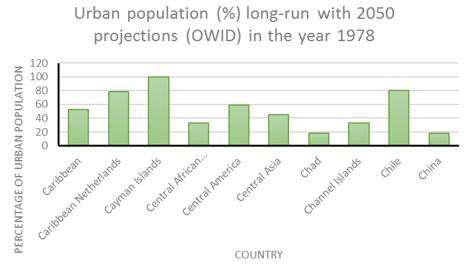 Urban population (%) long-run with 2050
projections (OWID) in the year 1978
PERCENTAGE OF URBAN POPULATION
120
100
80
60
40
20
0
Caribbean
Caribbean Netherlands
Cayman Islands
Central African...
Central America
Central Asia
Chad
Channel Islands
Chile
China
COUNTRY